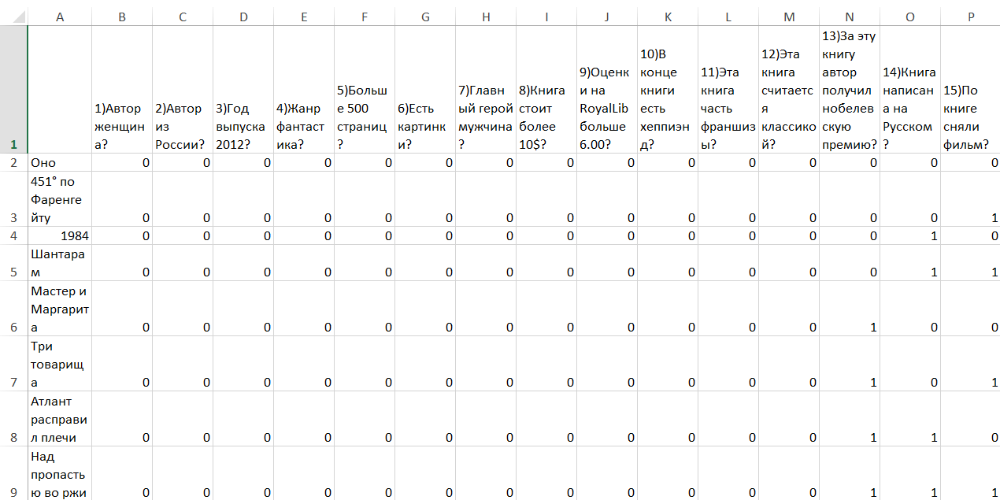 A B C D E F G H I J K L M N O P
1 1)Автор женщина? 2)Автор из России? 3)Год выпуска 2012? 4)Жанр фантастика? 5)Больше 500 страниц? 6)Есть картинки? 7)Главный герой мужчина? 8)Книга стоит более 10$? 9)Оценки на RoyalLib больше 6.00? 10)В конце книги есть хеппиэнд? 11)Эта книга часть франшизы? 12)Эта книга считается классикой? 13)За эту книгу автор получил нобелевскую премию? 14)Книга написана на Русском? 15)По книге сняли фильм?
2 Оно 0 0 0 0 0 0 0 0 0 0 0 0 0 0 0
3 451° по Фаренгейту 0 0 0 0 0 0 0 0 0 0 0 0 0 0 1
4 1984 0 0 0 0 0 0 0 0 0 0 0 0 0 1 0
5 Шантарам 0 0 0 0 0 0 0 0 0 0 0 0 0 1 1
6 Мастер и Маргарита 0 0 0 0 0 0 0 0 0 0 0 0 1 0 0
7 Три товарища 0 0 0 0 0 0 0 0 0 0 0 0 1 0 1
8 Атлант расправил плечи 0 0 0 0 0 0 0 0 0 0 0 0 1 1 0
9 Над пропастью во ржи 0 0 0 0 0 0 0 0 0 0 0 0 1 1 1